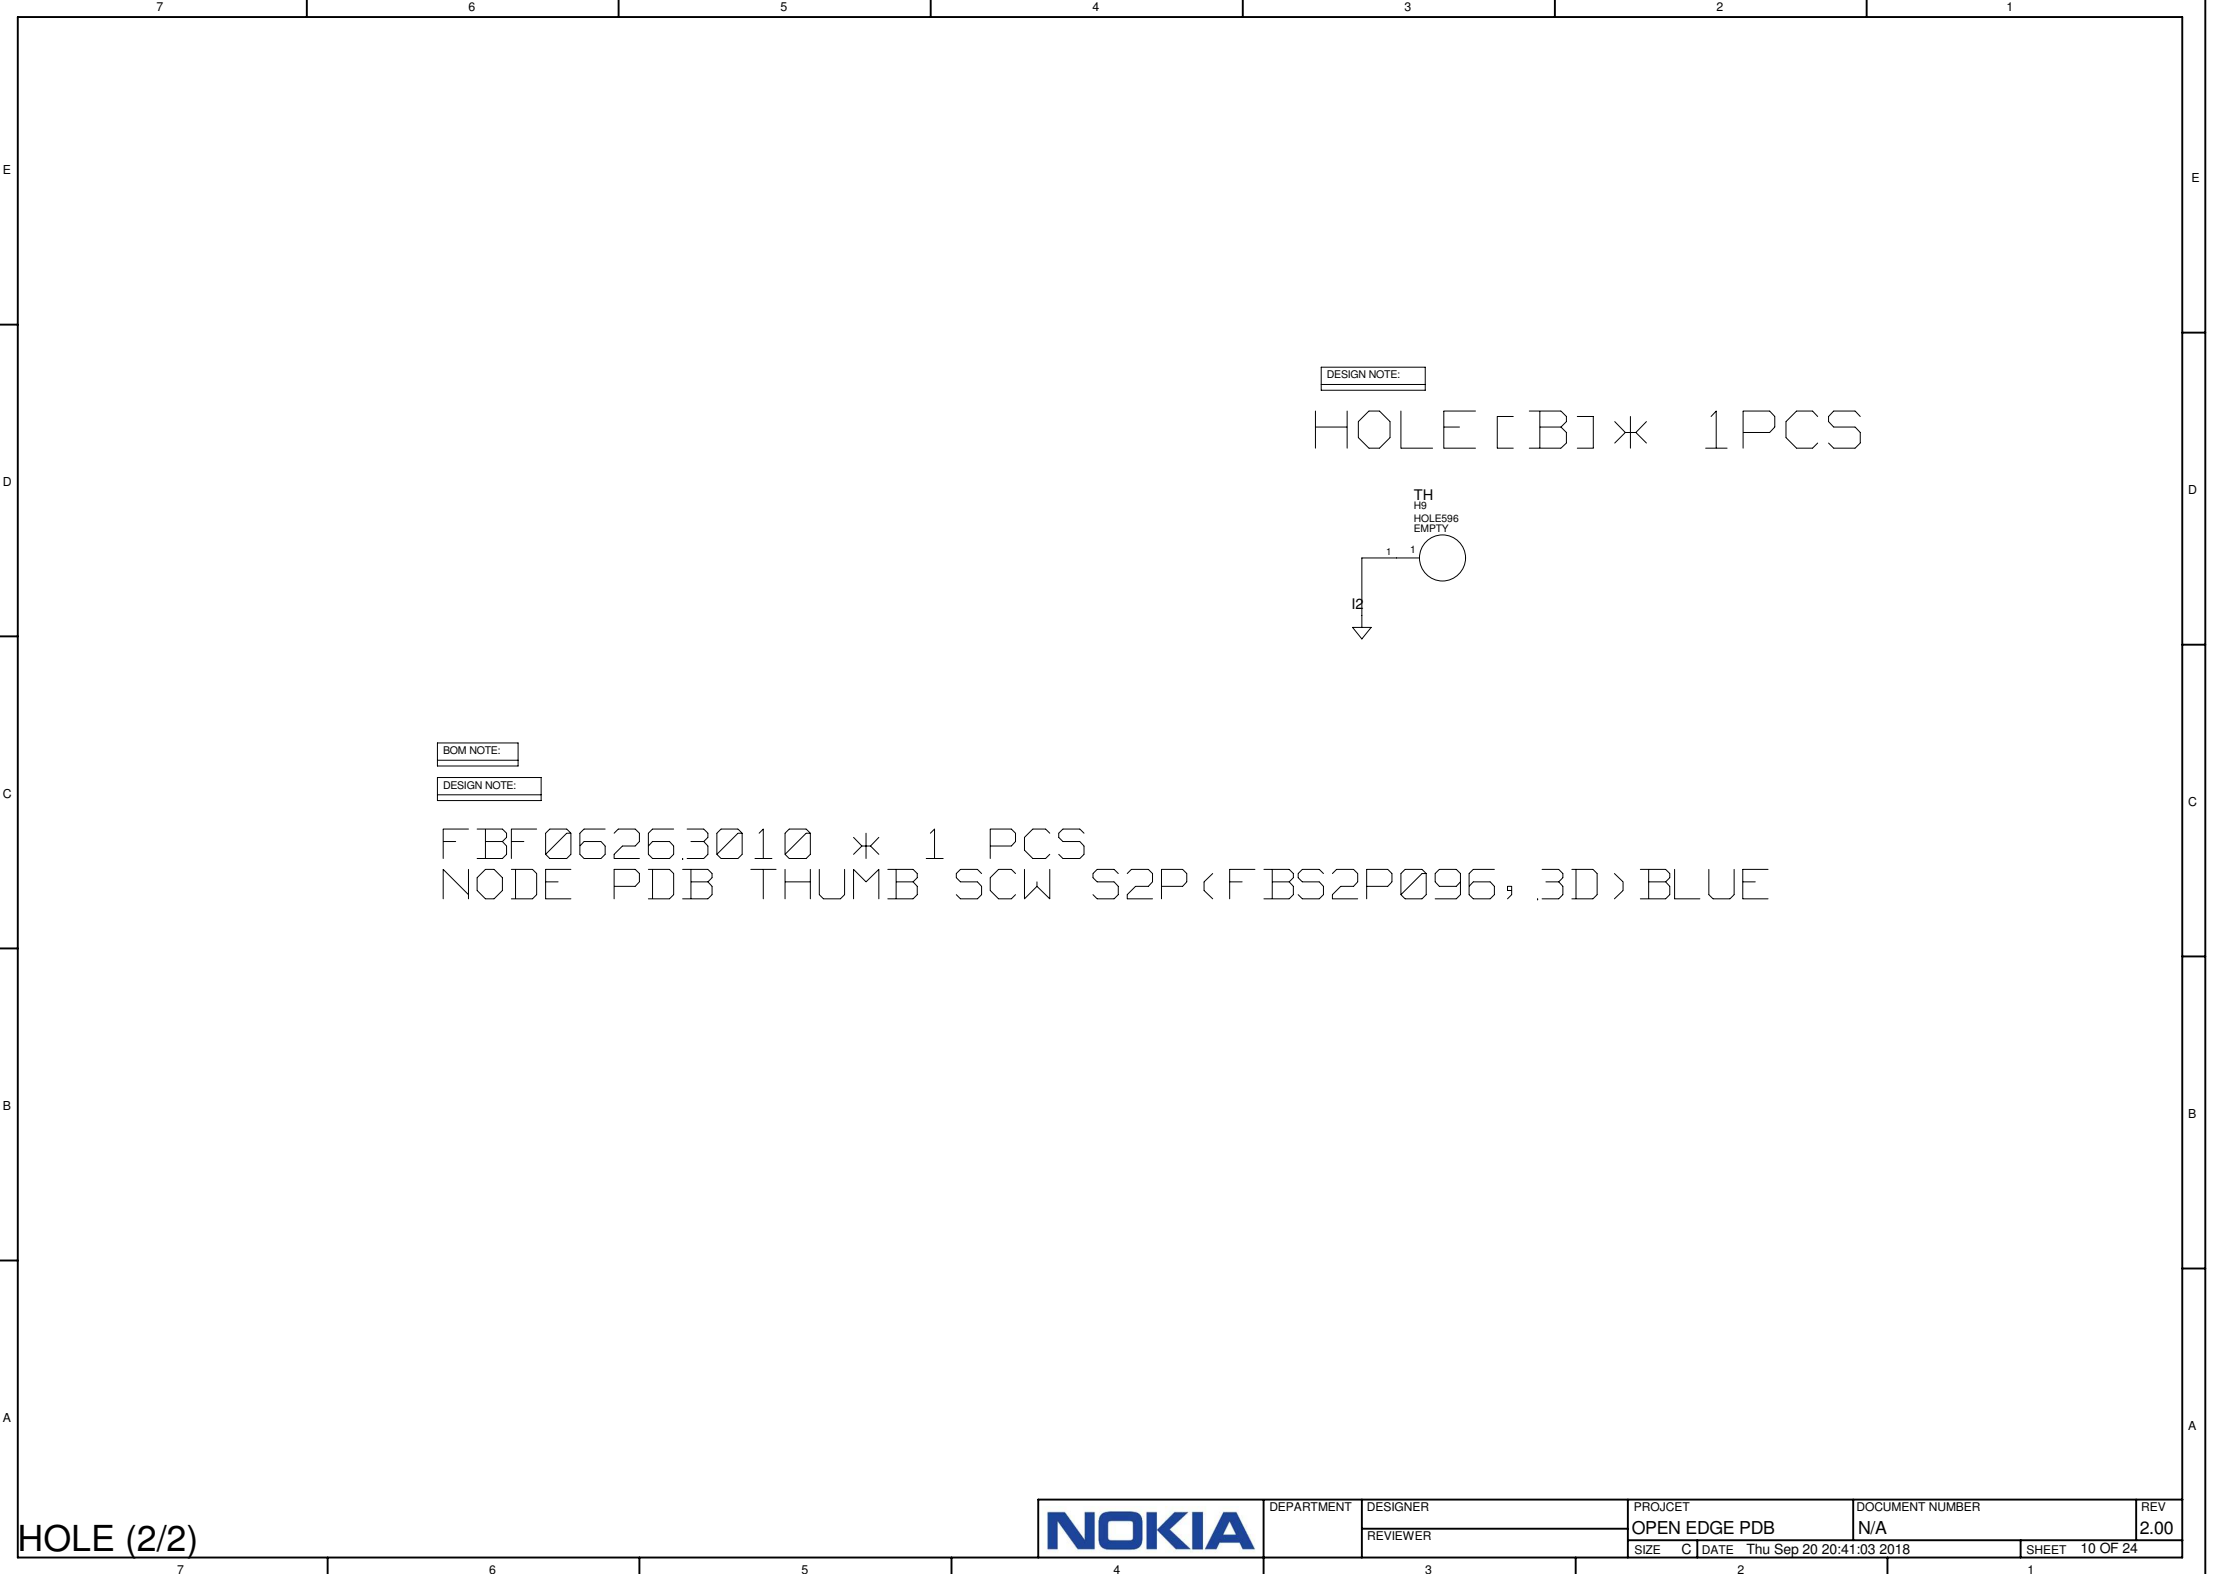 7 6 5 4 3 2 1
E E
DESIGN NOTE:
HOLE[B]* 1PCS
D D
TH
H9
HOLE596
EMPTY
1 1
I2
BOM NOTE:
DESIGN NOTE:
C C
FBF06263010 * 1 PCS
NODE PDB THUMB SCW S2P(FBS2P096,3D)BLUE
B B
A A
HOLE (2/2)
NOKIA
DEPARTMENT
DESIGNER
REVIEWER
PROJCET
OPEN EDGE PDB
DOCUMENT NUMBER
N/A
REV
2.00
SIZE C DATE Thu Sep 20 20:41:03 2018
SHEET 10 OF 24
7 6 5 4 3 2 1